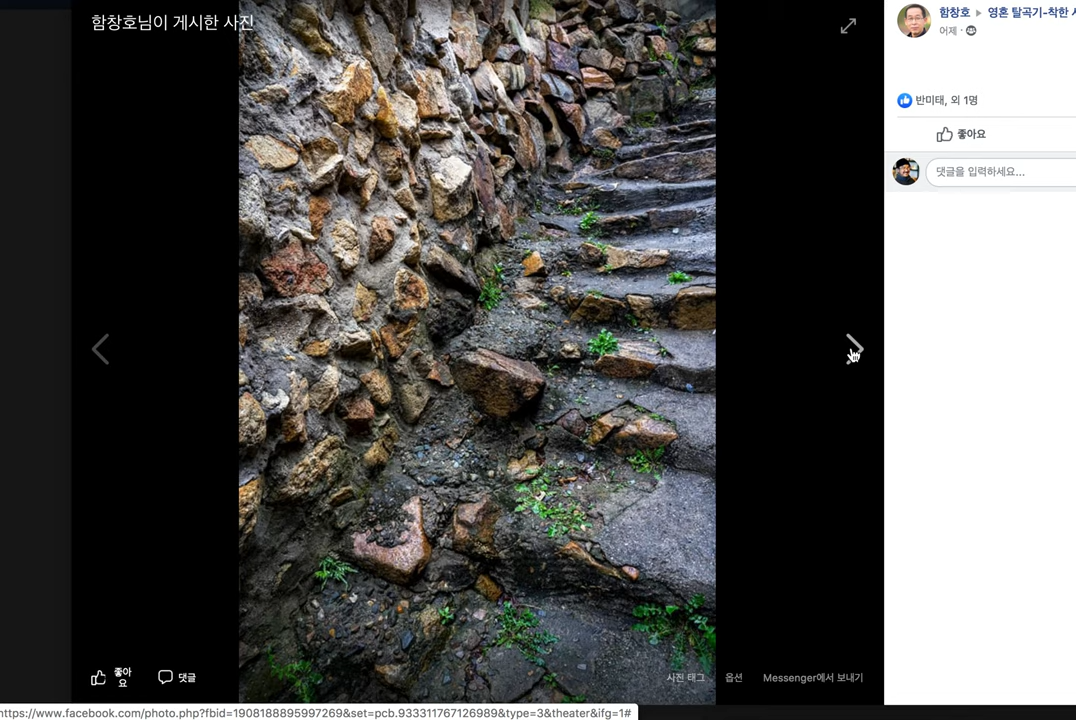 함창호님이 게시한 사진
함창호 ▶ 영혼 탈곡기-착한
어제 ·
반미태, 외 1명
좋아요
댓글을 입력하세요...
좋아
요
댓글
사진 태그
옵션
Messenger에서 보내기
https://www.facebook.com/photo.php?fbid=1908188895997269&set=pcb.933311767126989&type=3&theater&ifg=1#